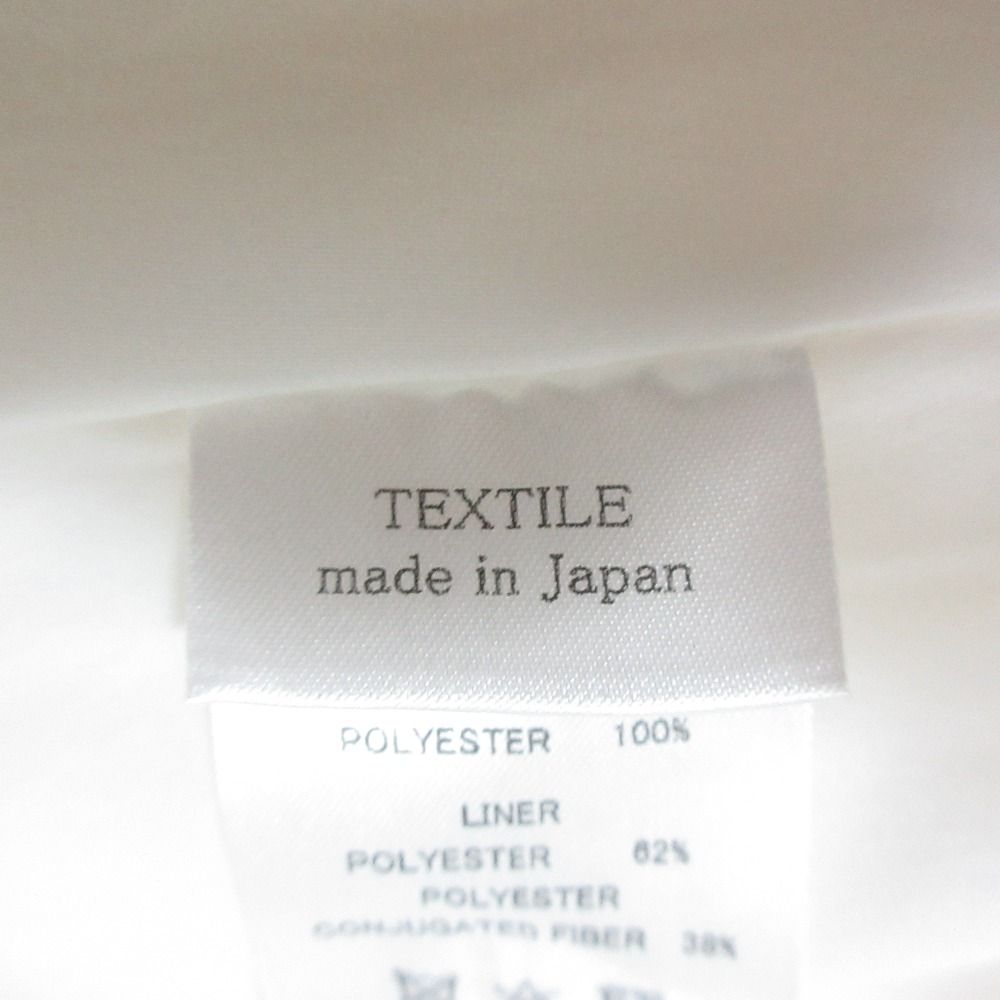 TEXTILE
made in Japan
POLYESTER 100%
LINER
POLYESTER 62%
POLYESTER
CONJUGATED FIBER 38%